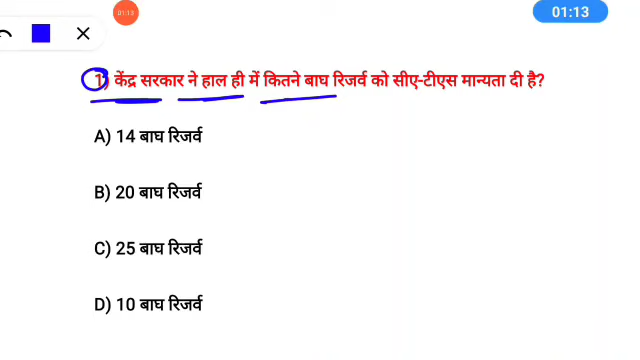 01:13
01:13
1) केंद्र सरकार ने हाल ही में कितने बाघ रिजर्व को सीए-टीएस मान्यता दी है?
A) 14 बाघ रिजर्व
B) 20 बाघ रिजर्व
C) 25 बाघ रिजर्व
D) 10 बाघ रिजर्व